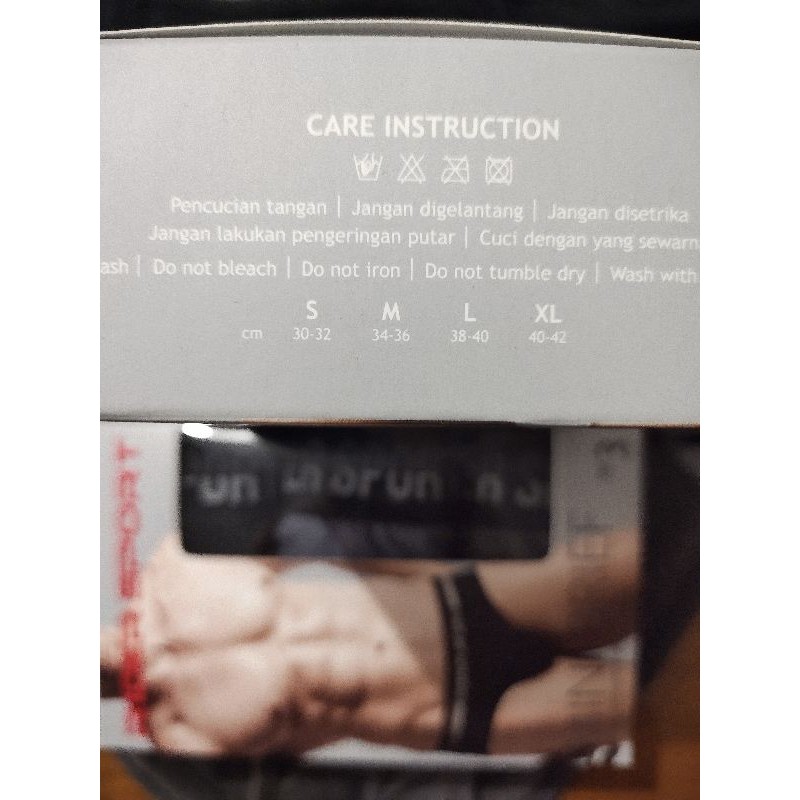 CARE INSTRUCTION
Pencucian tangan | Jangan digelantang | Jangan disetrika
Jangan lakukan pengeringan putar | Cuci dengan yang sewarn
ash | Do not bleach | Do not iron | Do not tumble dry | Wash with
S M L XL
cm 30-32 34-36 38-40 40-42
SPORT